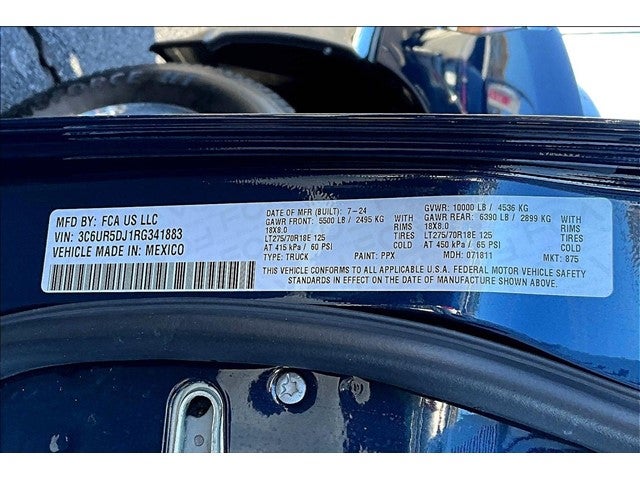 MFD BY: FCA US LLC
VIN: 3C6UR5DJ1RG341883
VEHICLE MADE IN: MEXICO
DATE OF MFR (BUILT): 7-24
GAWR FRONT: 5500 LB / 2495 KG
18X8.0
LT275/70R18E 125
AT 415 kPa / 60 PSI
TYPE: TRUCK
WITH
RIMS
TIRES
COLD
PAINT: PPX
GVWR: 10000 LB / 4536 KG
GAWR REAR: 6390 LB / 2899 KG
18X8.0
LT275/70R18E 125
AT 450 kPa / 65 PSI
MDH: 071811
WITH
RIMS
TIRES
COLD
MKT: 875
THIS VEHICLE CONFORMS TO ALL APPLICABLE U.S.A. FEDERAL MOTOR VEHICLE SAFETY
STANDARDS IN EFFECT ON THE DATE OF MANUFACTURE SHOWN ABOVE.